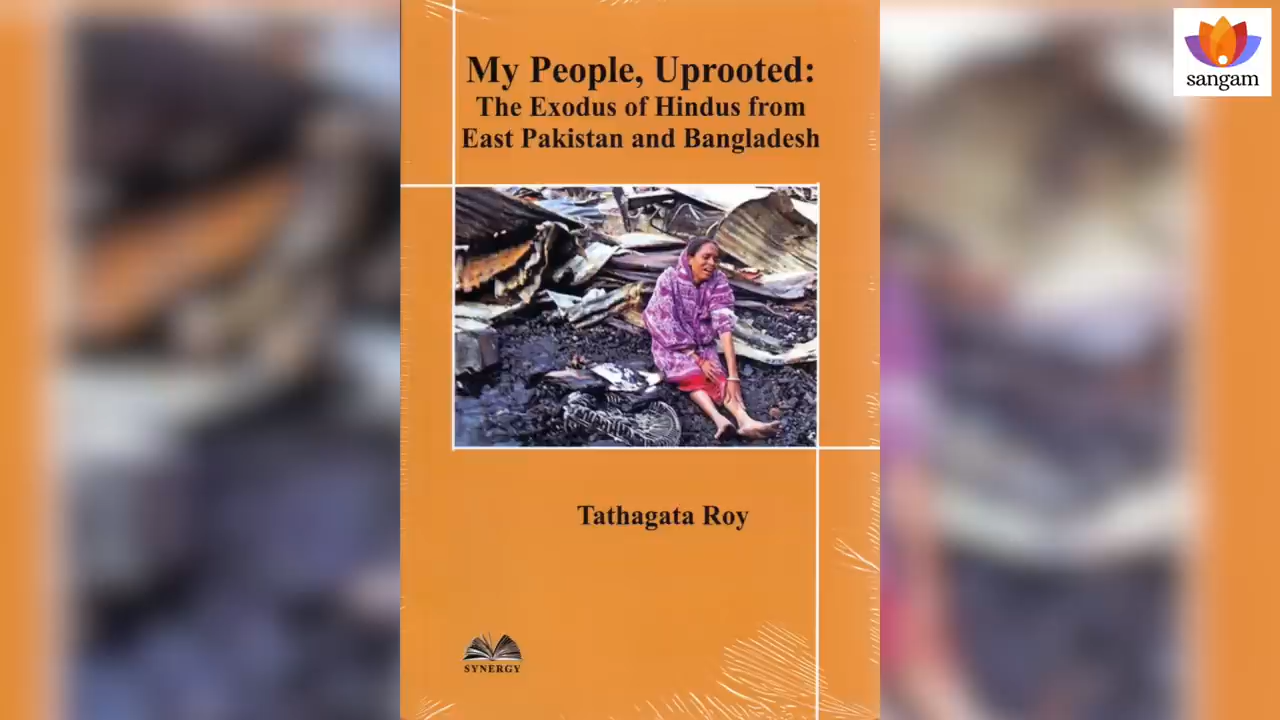 My People, Uprooted:
The Exodus of Hindus from
East Pakistan and Bangladesh
Tathagata Roy
SYNERGY
sangam